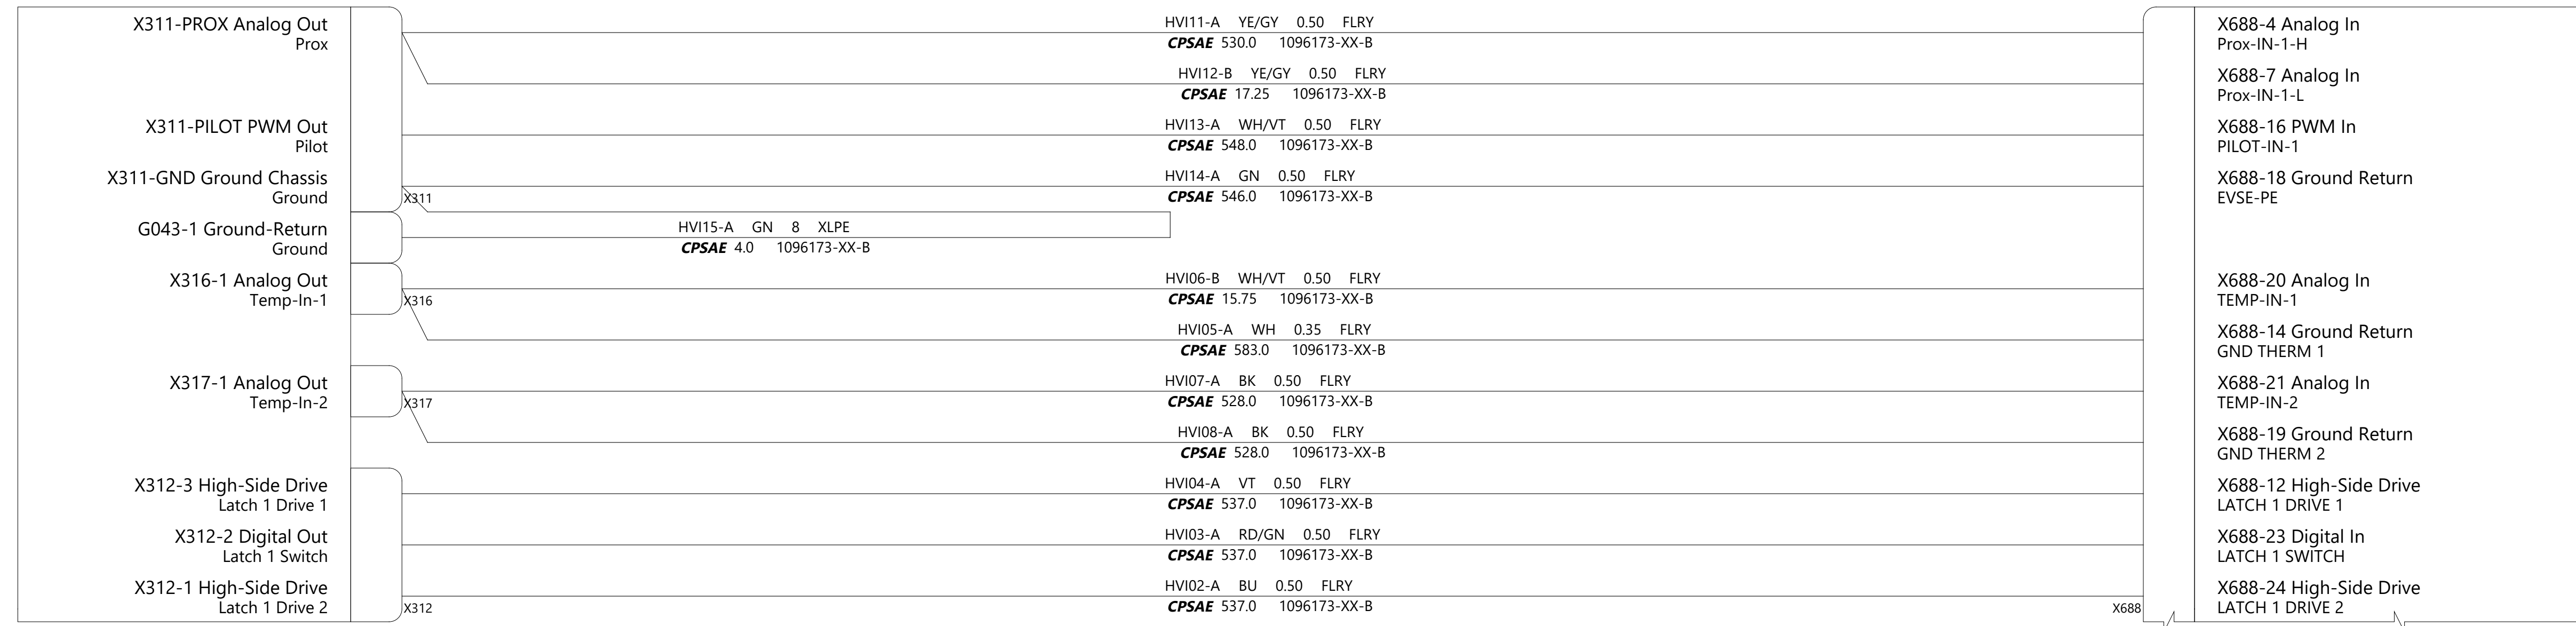 X311-PROX Analog Out
Prox
HVI11-A YE/GY 0.50 FLRY
CPSAE 530.0 1096173-XX-B
X688-4 Analog In
Prox-IN-1-H
HVI12-B YE/GY 0.50 FLRY
CPSAE 17.25 1096173-XX-B
X688-7 Analog In
Prox-IN-1-L
X311-PILOT PWM Out
Pilot
HVI13-A WH/VT 0.50 FLRY
CPSAE 548.0 1096173-XX-B
X688-16 PWM In
PILOT-IN-1
X311-GND Ground Chassis
Ground
X311
HVI14-A GN 0.50 FLRY
CPSAE 546.0 1096173-XX-B
X688-18 Ground Return
EVSE-PE
G043-1 Ground-Return
Ground
HVI15-A GN 8 XLPE
CPSAE 4.0 1096173-XX-B
X316-1 Analog Out
Temp-In-1
X316
HVI06-B WH/VT 0.50 FLRY
CPSAE 15.75 1096173-XX-B
X688-20 Analog In
TEMP-IN-1
HVI05-A WH 0.35 FLRY
CPSAE 583.0 1096173-XX-B
X688-14 Ground Return
GND THERM 1
X317-1 Analog Out
Temp-In-2
X317
HVI07-A BK 0.50 FLRY
CPSAE 528.0 1096173-XX-B
X688-21 Analog In
TEMP-IN-2
HVI08-A BK 0.50 FLRY
CPSAE 528.0 1096173-XX-B
X688-19 Ground Return
GND THERM 2
X312-3 High-Side Drive
Latch 1 Drive 1
HVI04-A VT 0.50 FLRY
CPSAE 537.0 1096173-XX-B
X688-12 High-Side Drive
LATCH 1 DRIVE 1
X312-2 Digital Out
Latch 1 Switch
HVI03-A RD/GN 0.50 FLRY
CPSAE 537.0 1096173-XX-B
X688-23 Digital In
LATCH 1 SWITCH
X312-1 High-Side Drive
Latch 1 Drive 2
X312
HVI02-A BU 0.50 FLRY
CPSAE 537.0 1096173-XX-B
X688
X688-24 High-Side Drive
LATCH 1 DRIVE 2